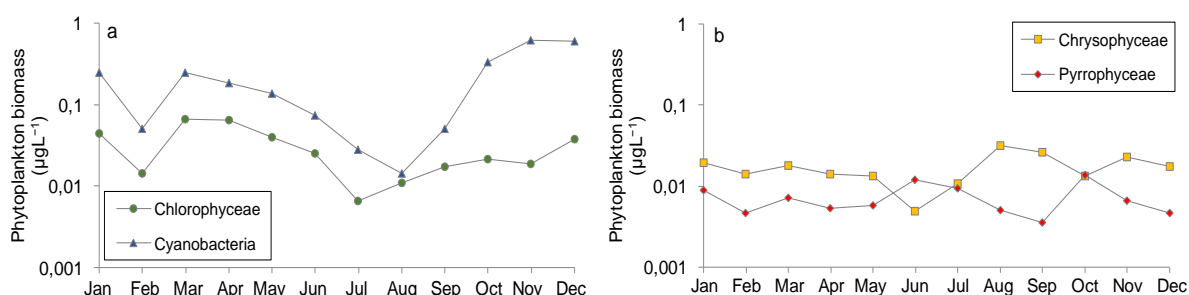 a
Phytoplankton biomass
(µgL⁻¹)
1
0,1
0,01
0,001
Chlorophyceae
Cyanobacteria
Jan Feb Mar Apr May Jun Jul Aug Sep Oct Nov Dec
b
Phytoplankton biomass
(µgL⁻¹)
1
0,1
0,01
0,001
Chrysophyceae
Pyrrophyceae
Jan Feb Mar Apr May Jun Jul Aug Sep Oct Nov Dec